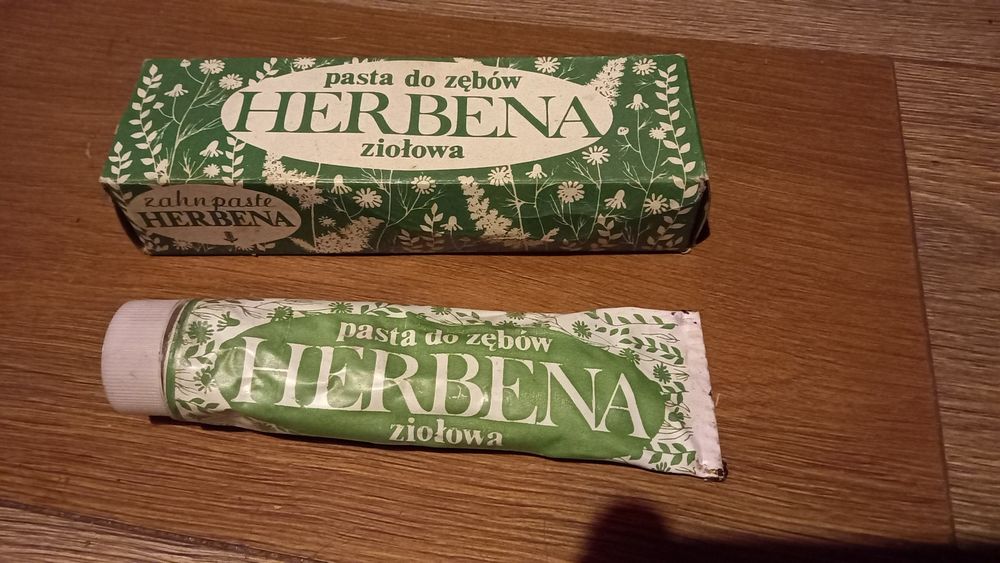 pasta do zębów
HERBENA
ziołowa
zahnpaste
HERBENA
pasta do zębów
HERBENA
ziołowa